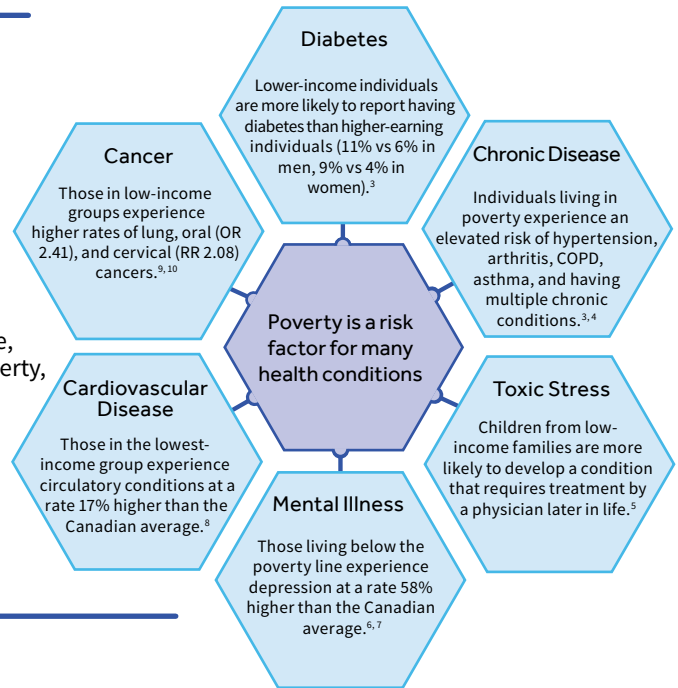 Diabetes
Lower-income individuals
are more likely to report having
diabetes than higher-earning
individuals (11% vs 6% in
men, 9% vs 4% in
women).³
Cancer
Those in low-income
groups experience
higher rates of lung, oral (OR
2.41), and cervical (RR 2.08)
cancers.⁹,¹⁰
Chronic Disease
Individuals living in
poverty experience an
elevated risk of hypertension,
arthritis, COPD,
asthma, and having
multiple chronic
conditions.³,⁴
Poverty is a risk
factor for many
health conditions
e,
erty,
Cardiovascular
Disease
Those in the lowest-
income group experience
circulatory conditions at a
rate 17% higher than the
Canadian average.⁸
Toxic Stress
Children from low-
income families are more
likely to develop a condition
that requires treatment by
a physician later in life.⁵
Mental Illness
Those living below the
poverty line experience
depression at a rate 58%
higher than the Canadian
average.⁶,⁷